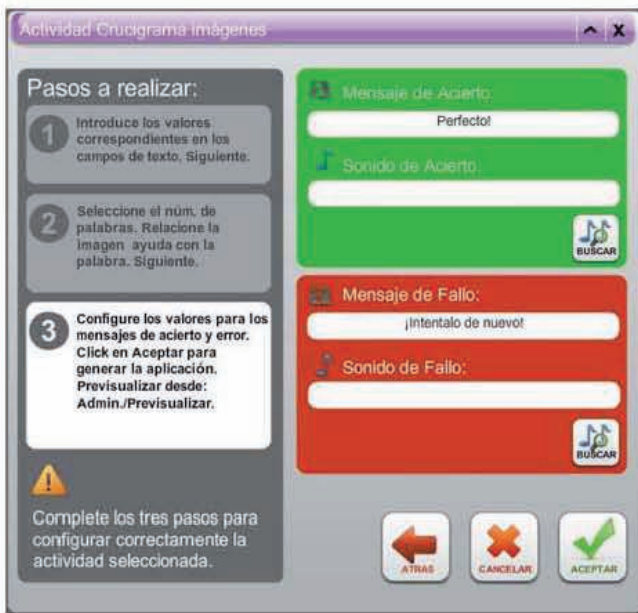 Actividad Crucigrama imágenes
X
Pasos a realizar:
1
Introduce los valores
correspondientes en los
campos de texto. Siguiente.
2
Seleccione el núm. de
palabras. Relacione la
imagen ayuda con la
palabra. Siguiente.
3
Configure los valores para los
mensajes de acierto y error.
Click en Aceptar para
generar la aplicación.
Previsualizar desde:
Admin./Previsualizar.
Complete los tres pasos para
configurar correctamente la
actividad seleccionada.
Mensaje de Acierto:
Perfecto!
Sonido de Acierto:
BUSCAR
Mensaje de Fallo:
¡Intentalo de nuevo!
Sonido de Fallo:
BUSCAR
ATRAS
CANCELAR
ACEPTAR